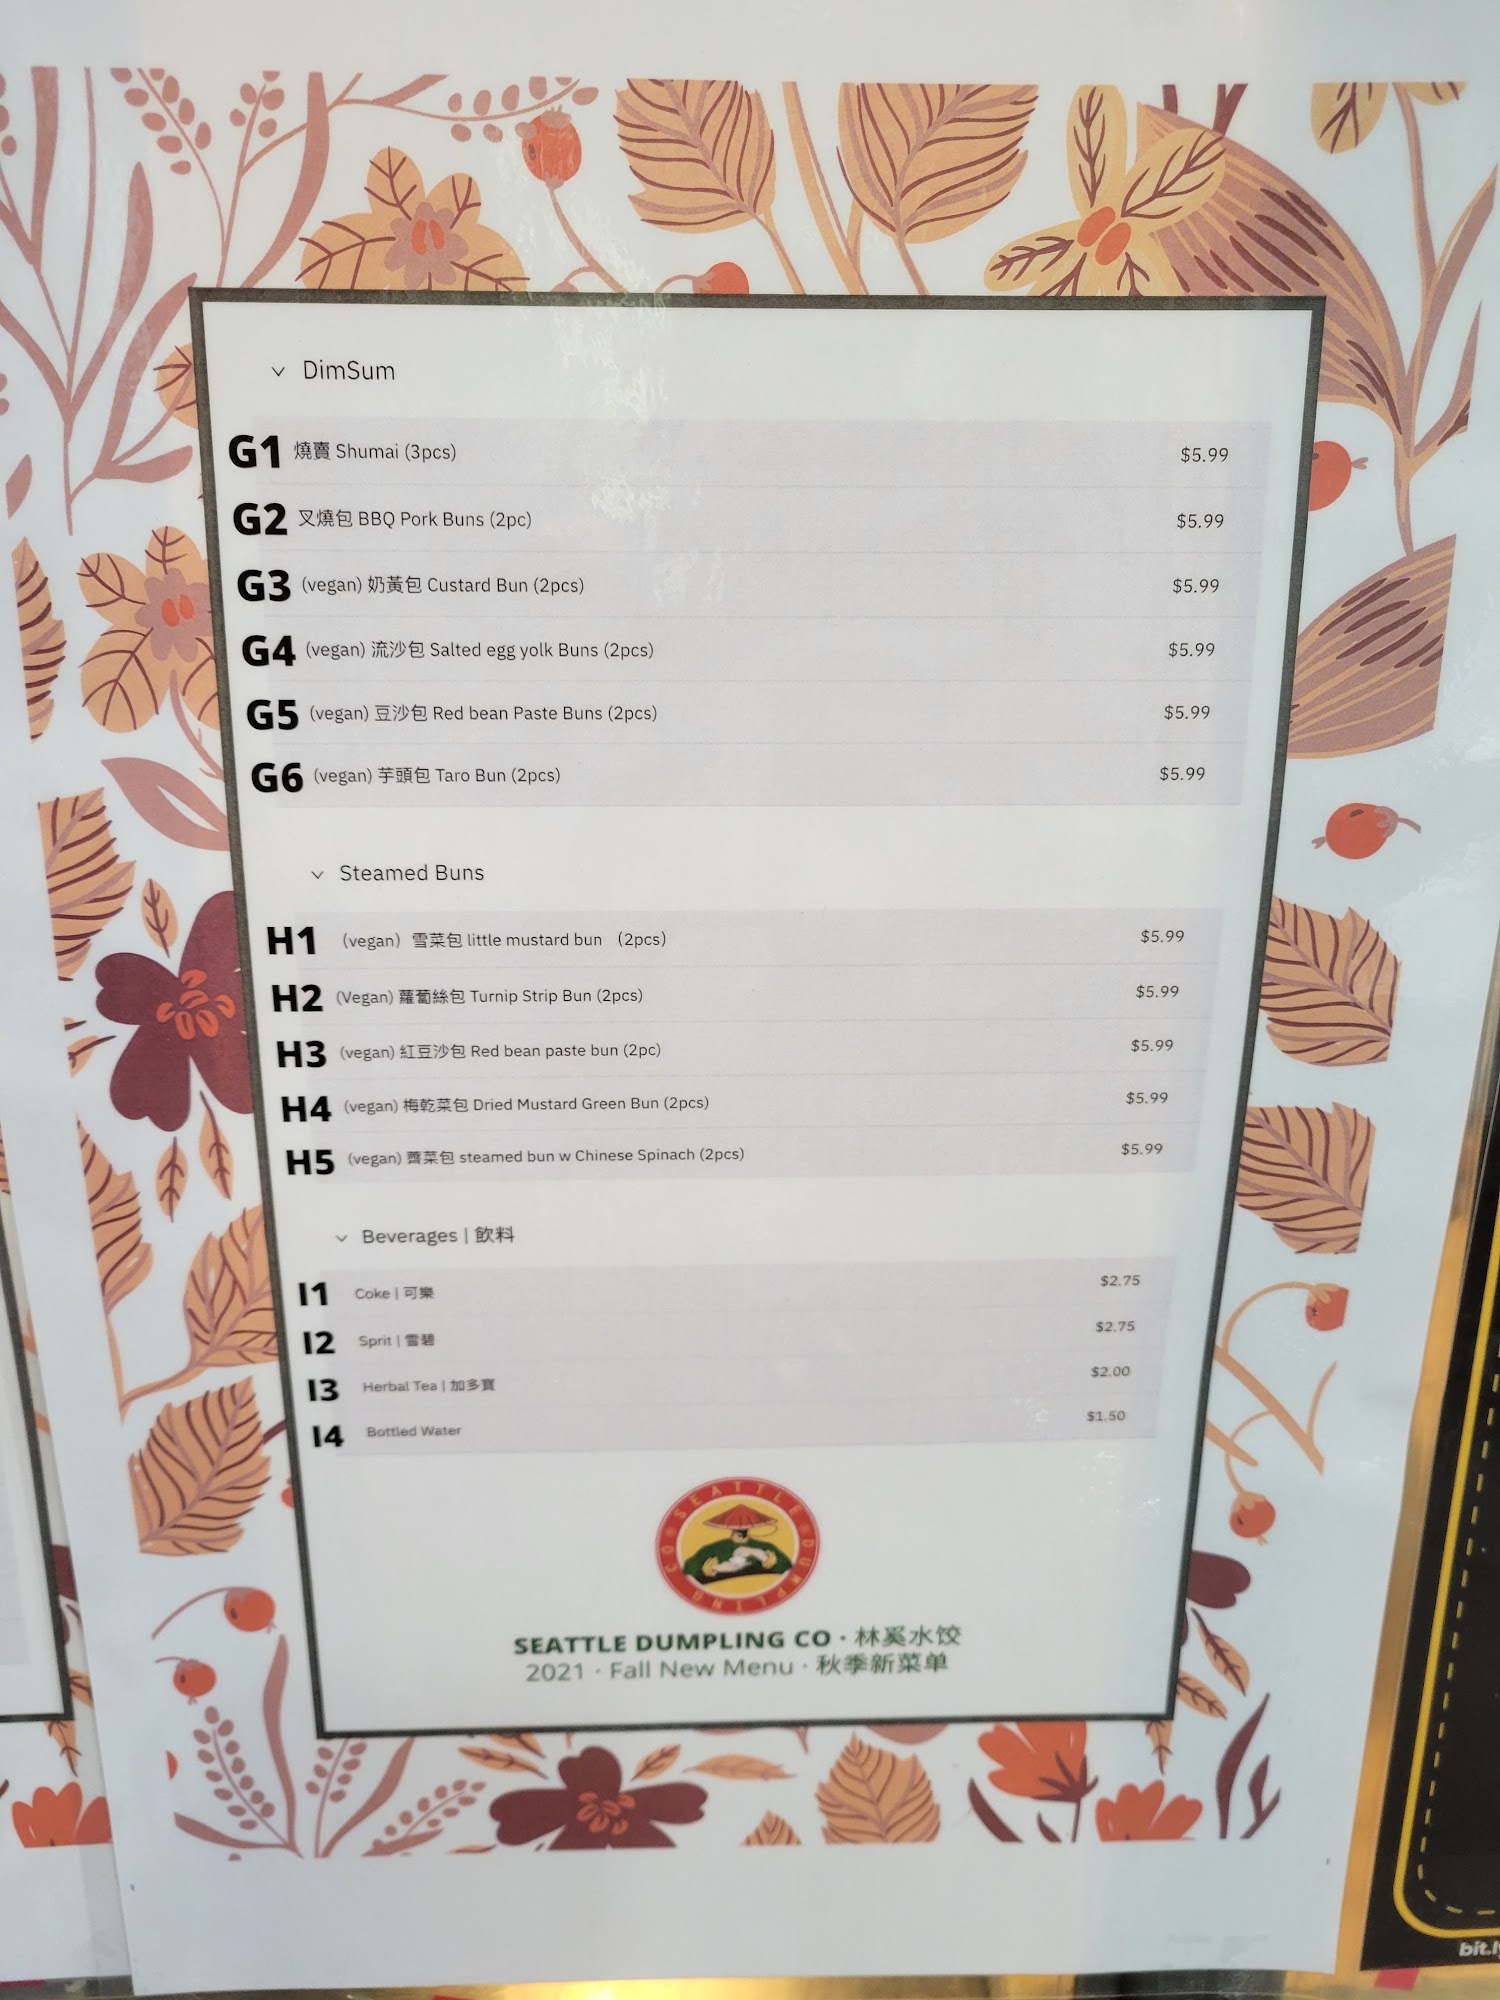 DimSum
G1 燒賣 Shumai (3pcs) $5.99
G2 叉燒包 BBQ Pork Buns (2pc) $5.99
G3 (vegan) 奶黃包 Custard Bun (2pcs) $5.99
G4 (vegan) 流沙包 Salted egg yolk Buns (2pcs) $5.99
G5 (vegan) 豆沙包 Red bean Paste Buns (2pcs) $5.99
G6 (vegan) 芋頭包 Taro Bun (2pcs) $5.99
Steamed Buns
H1 (vegan) 雪菜包 little mustard bun (2pcs) $5.99
H2 (Vegan) 蘿蔔絲包 Turnip Strip Bun (2pcs) $5.99
H3 (vegan) 紅豆沙包 Red bean paste bun (2pc) $5.99
H4 (vegan) 梅乾菜包 Dried Mustard Green Bun (2pcs) $5.99
H5 (vegan) 薺菜包 steamed bun w Chinese Spinach (2pcs) $5.99
Beverages | 飲料
I1 Coke | 可樂 $2.75
I2 Sprit | 雪碧 $2.75
I3 Herbal Tea | 加多寶 $2.00
I4 Bottled Water $1.50
SEATTLE DUMPLING CO
SEATTLE DUMPLING CO · 林奚水饺
2021 · Fall New Menu · 秋季新菜单
bit.l